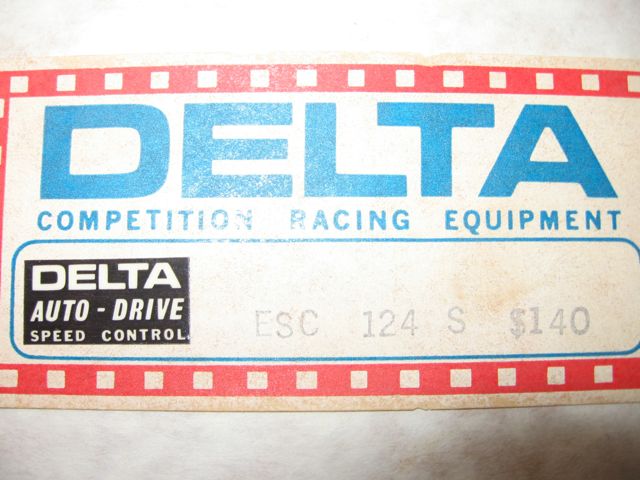 DELTA
COMPETITION RACING EQUIPMENT
DELTA
AUTO - DRIVE
SPEED CONTROL
ESC 124 S $140